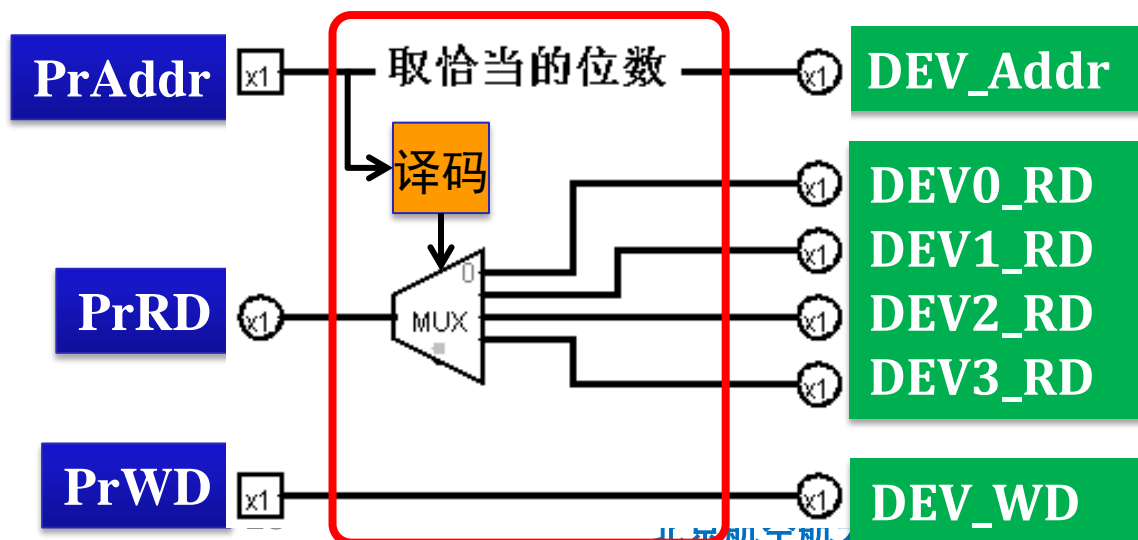 PrAddr
x1
取恰当的位数
x1
DEV_Addr
译码
x1
DEV0_RD
x1
DEV1_RD
0
PrRD
x1
MUX
x1
DEV2_RD
x1
DEV3_RD
PrWD
x1
x1
DEV_WD